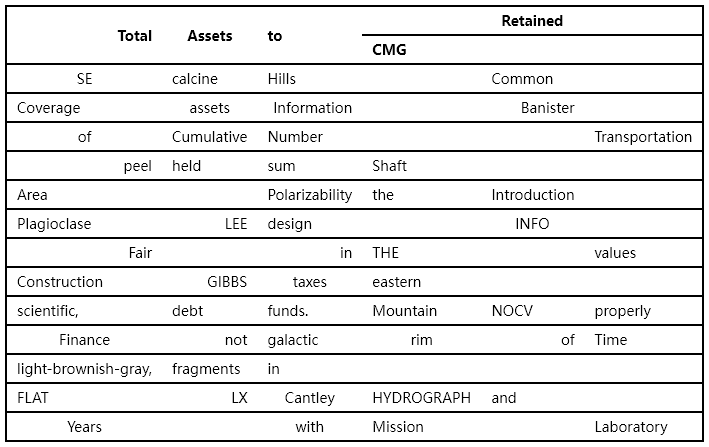 Retained
Total Assets to
CMG
SE calcine Hills Common
Coverage assets Information Banister
of Cumulative Number Transportation
peel held sum Shaft
Area Polarizability the Introduction
Plagioclase LEE design INFO
Fair in THE values
Construction GIBBS taxes eastern
scientific, debt funds. Mountain NOCV properly
Finance not galactic rim of Time
light-brownish-gray, fragments in
FLAT LX Cantley HYDROGRAPH and
Years with Mission Laboratory